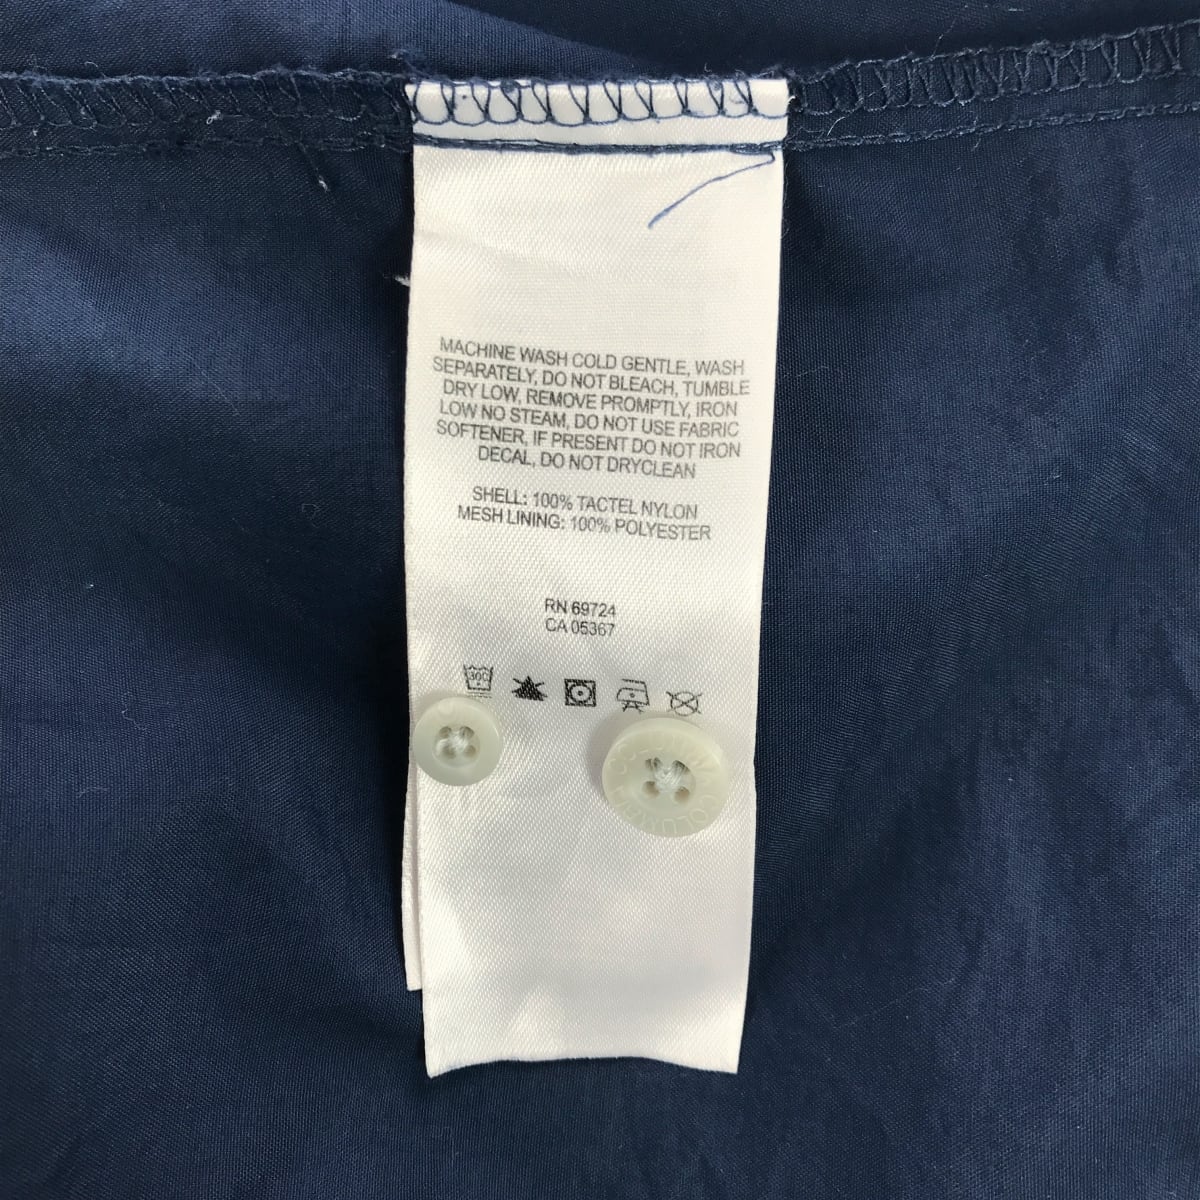 MACHINE WASH COLD GENTLE, WASH
SEPARATELY, DO NOT BLEACH, TUMBLE
DRY LOW, REMOVE PROMPTLY, IRON
LOW NO STEAM, DO NOT USE FABRIC
SOFTENER, IF PRESENT DO NOT IRON
DECAL, DO NOT DRYCLEAN
SHELL: 100% TACTEL NYLON
MESH LINING: 100% POLYESTER
RN 69724
CA 05367
30C